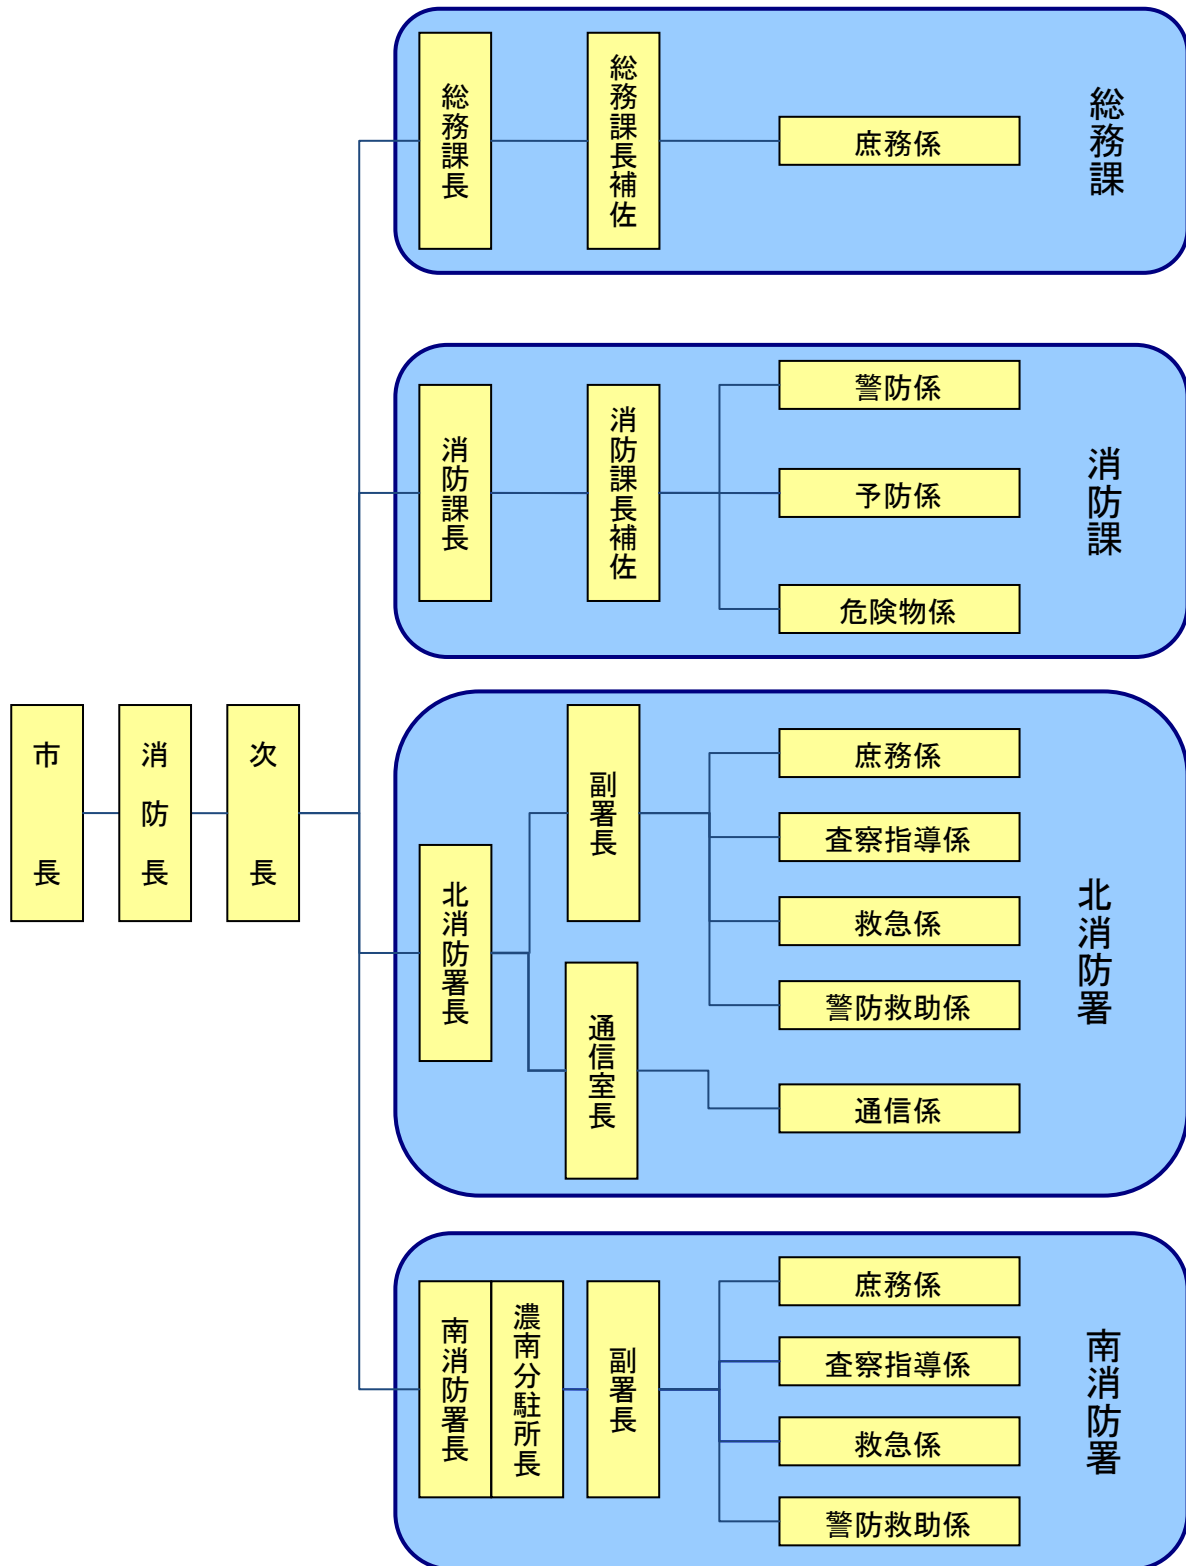 市長
消防長
次長
総務課長
総務課長補佐
庶務係
総務課
消防課長
消防課長補佐
警防係
予防係
危険物係
消防課
北消防署長
副署長
庶務係
査察指導係
救急係
警防救助係
通信室長
通信係
北消防署
南消防署長
濃南分駐所長
副署長
庶務係
査察指導係
救急係
警防救助係
南消防署